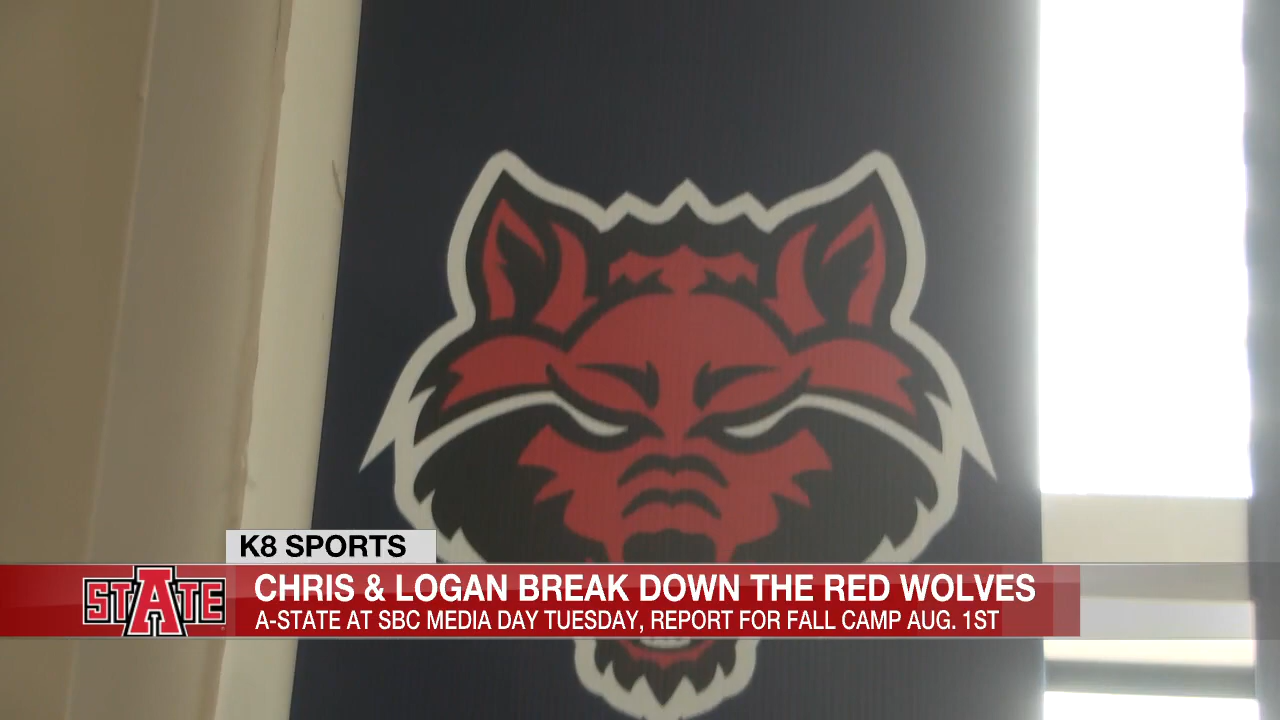 K8 SPORTS
STATE
CHRIS & LOGAN BREAK DOWN THE RED WOLVES
A-STATE AT SBC MEDIA DAY TUESDAY, REPORT FOR FALL CAMP AUG. 1ST